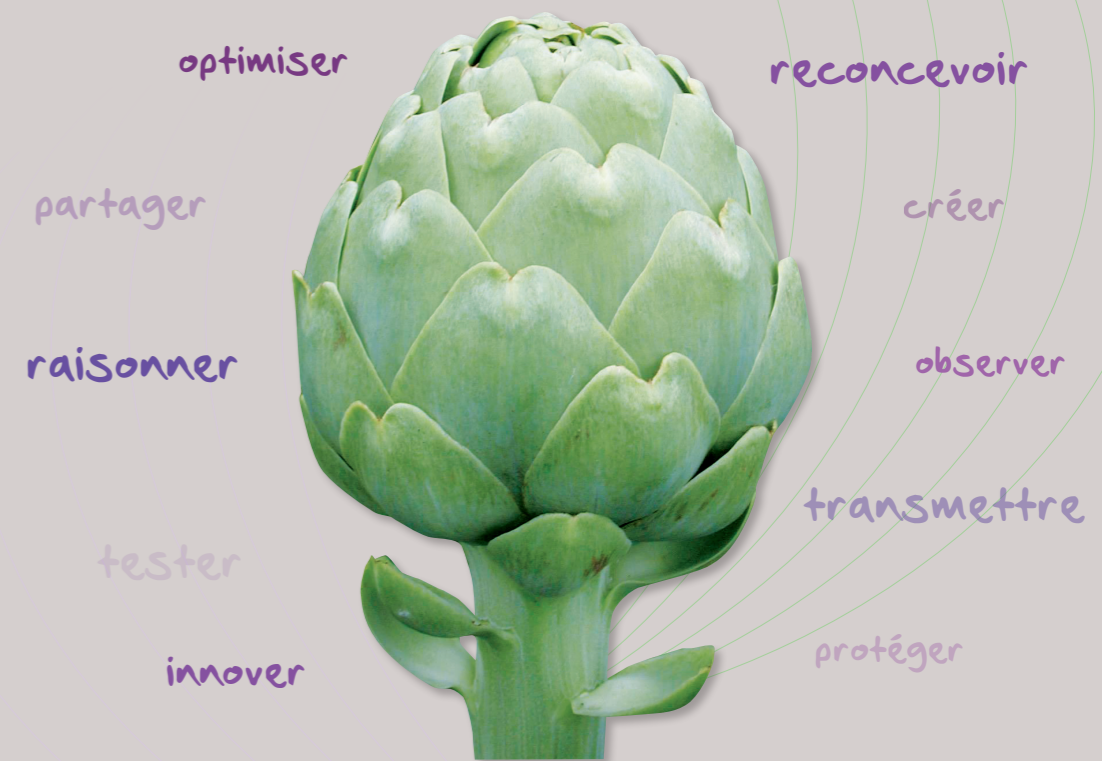 optimiser
reconcevoir
partager
créer
raisonner
observer
transmettre
tester
protéger
innover